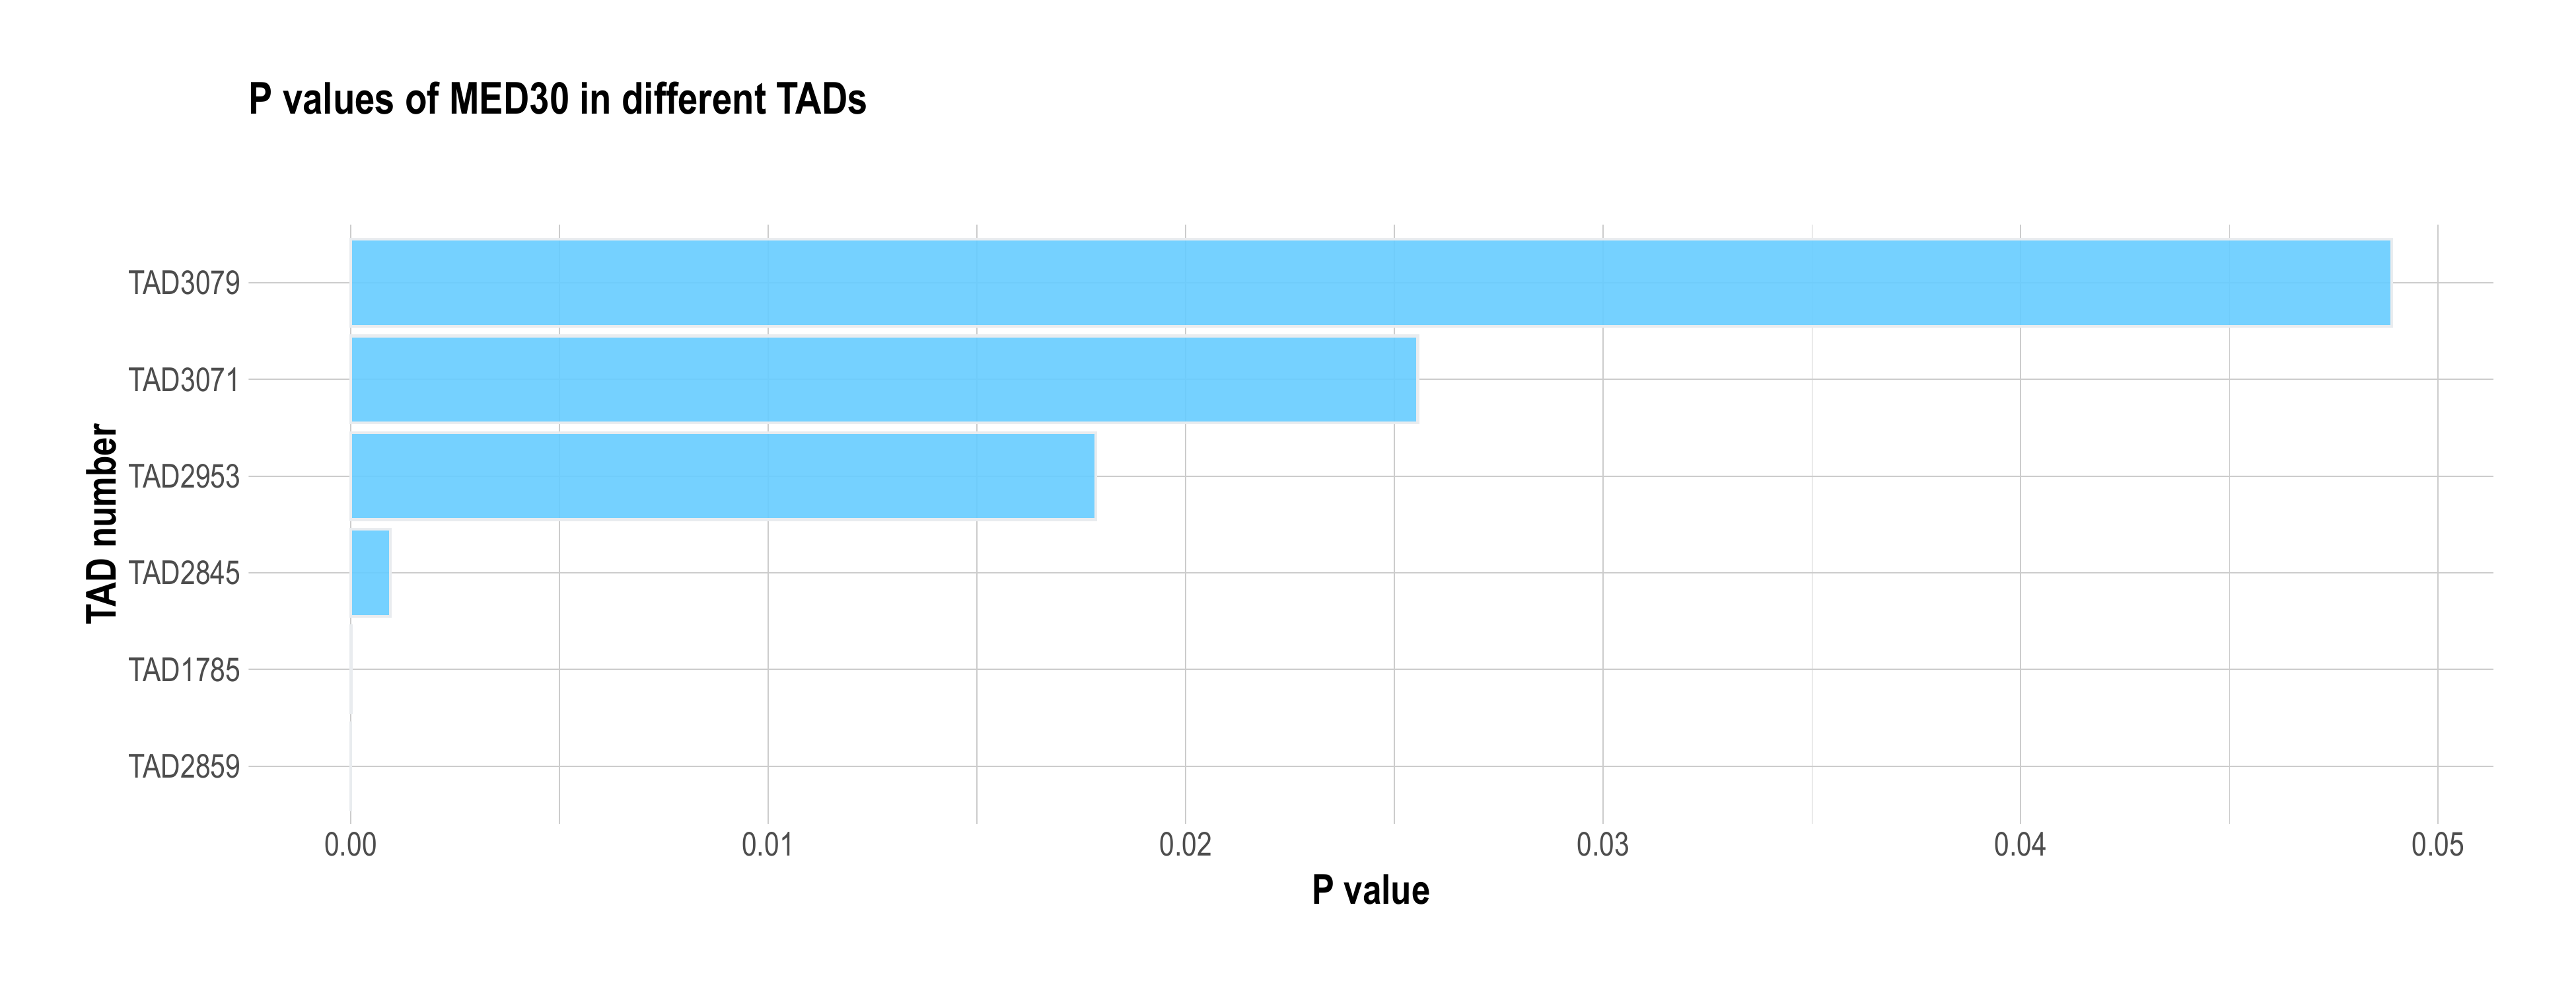 P values of MED30 in different TADs
TAD number
TAD3079
TAD3071
TAD2953
TAD2845
TAD1785
TAD2859
0.00 0.01 0.02 0.03 0.04 0.05
P value